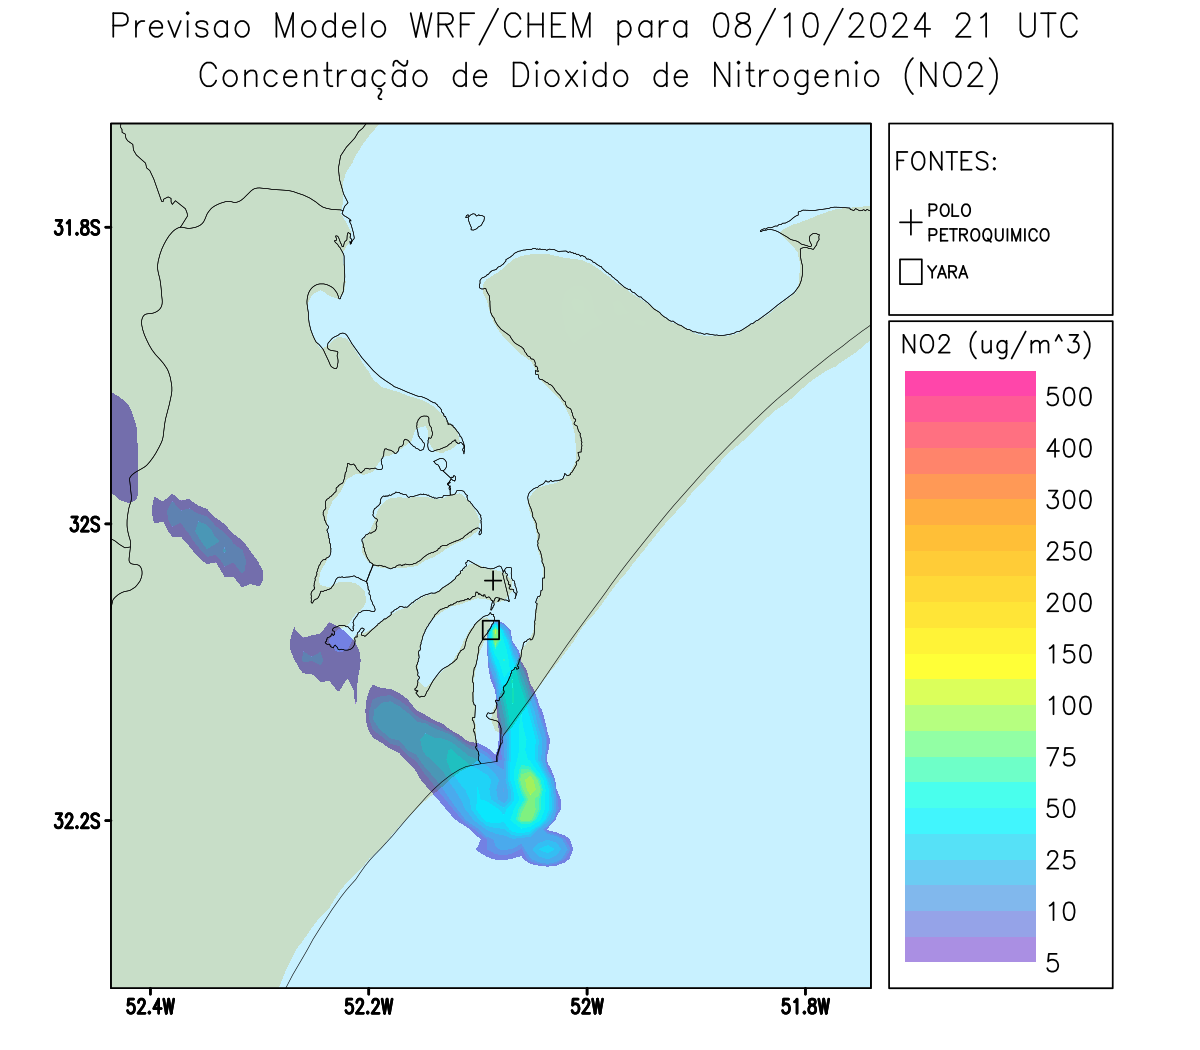 Previsao Modelo WRF/CHEM para 08/10/2024 21 UTC
Concentração de Dioxido de Nitrogenio (NO2)
FONTES:
POLO
PETROQUIMICO
YARA
31.8S
32S
32.2S
52.4W
52.2W
52W
51.8W
NO2 (ug/m^3)
500
400
300
250
200
150
100
75
50
25
10
5